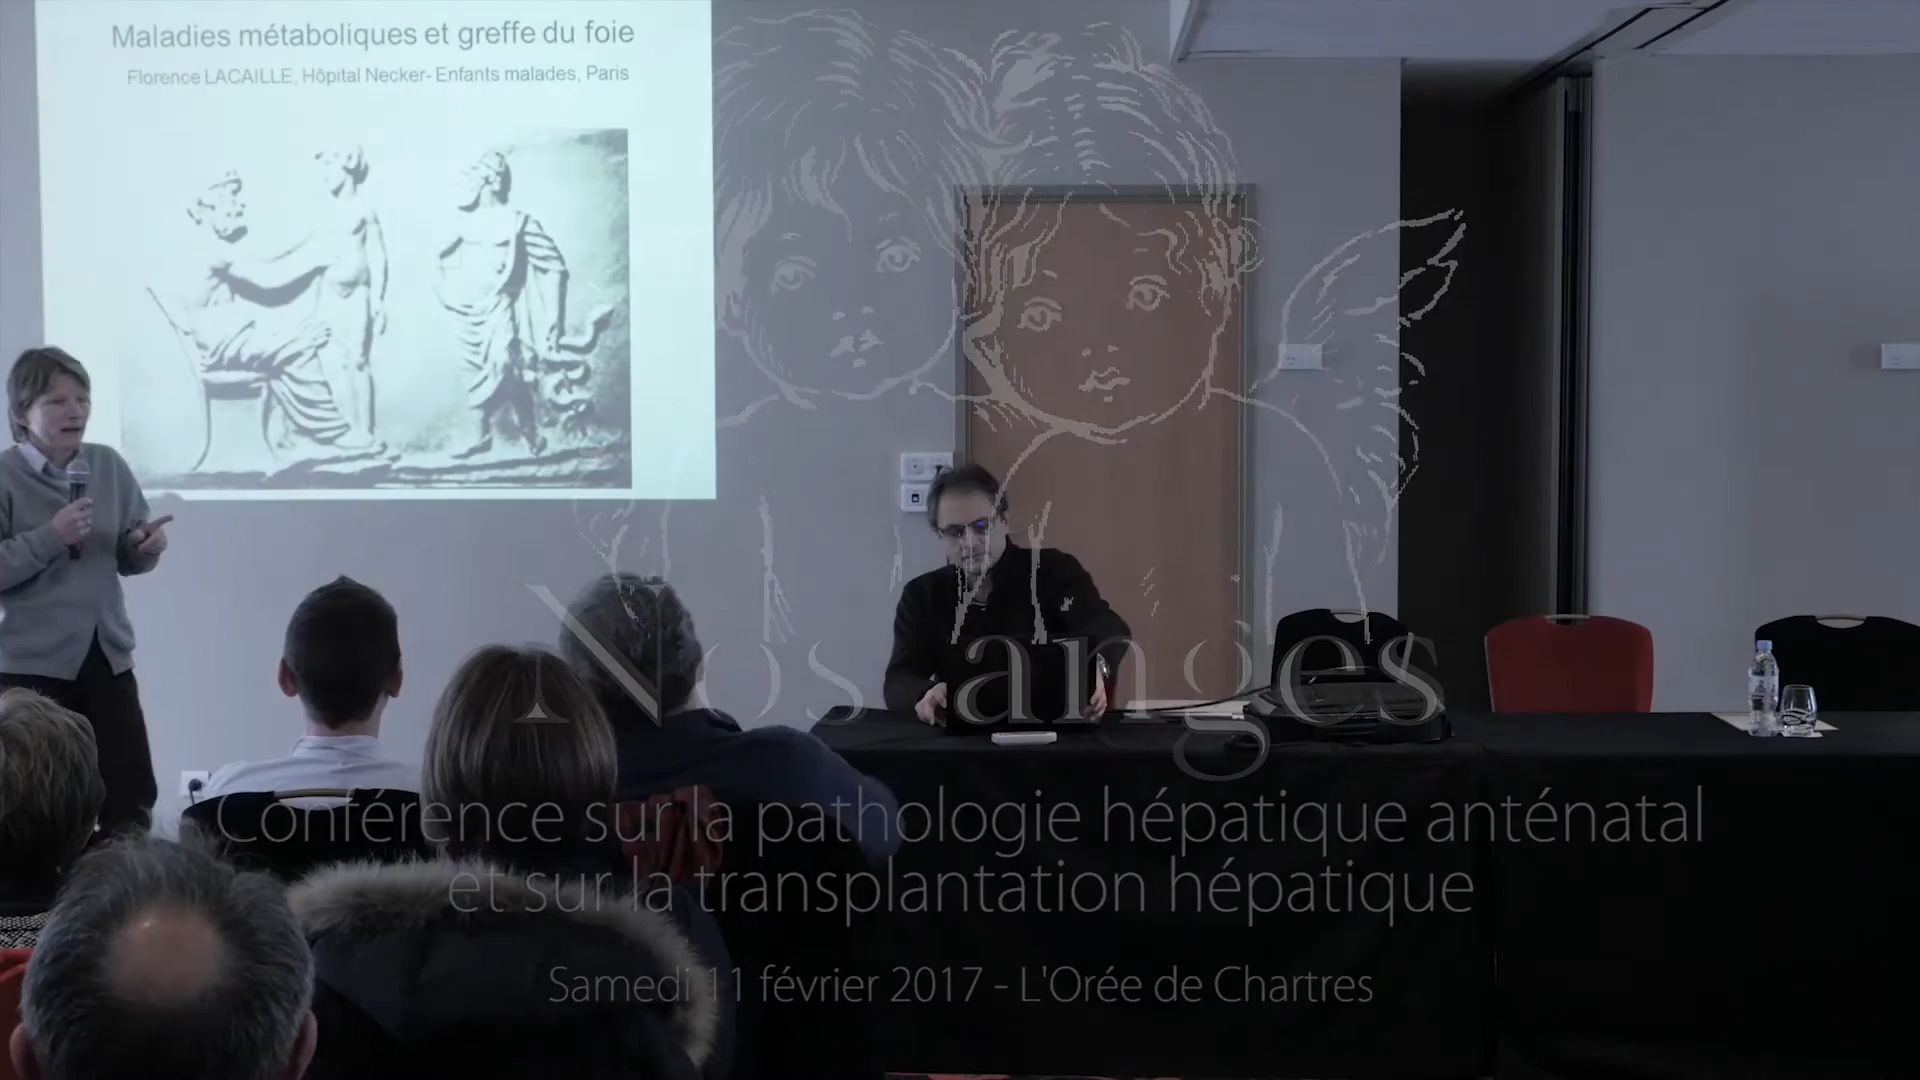 Maladies métaboliques et greffe du foie
Florence LACAILLE, Hôpital Necker- Enfants malades, Paris
Nos anges
Conférence sur la pathologie hépatique anténatal
et sur la transplantation hépatique
Samedi 11 février 2017 - L'Orée de Chartres